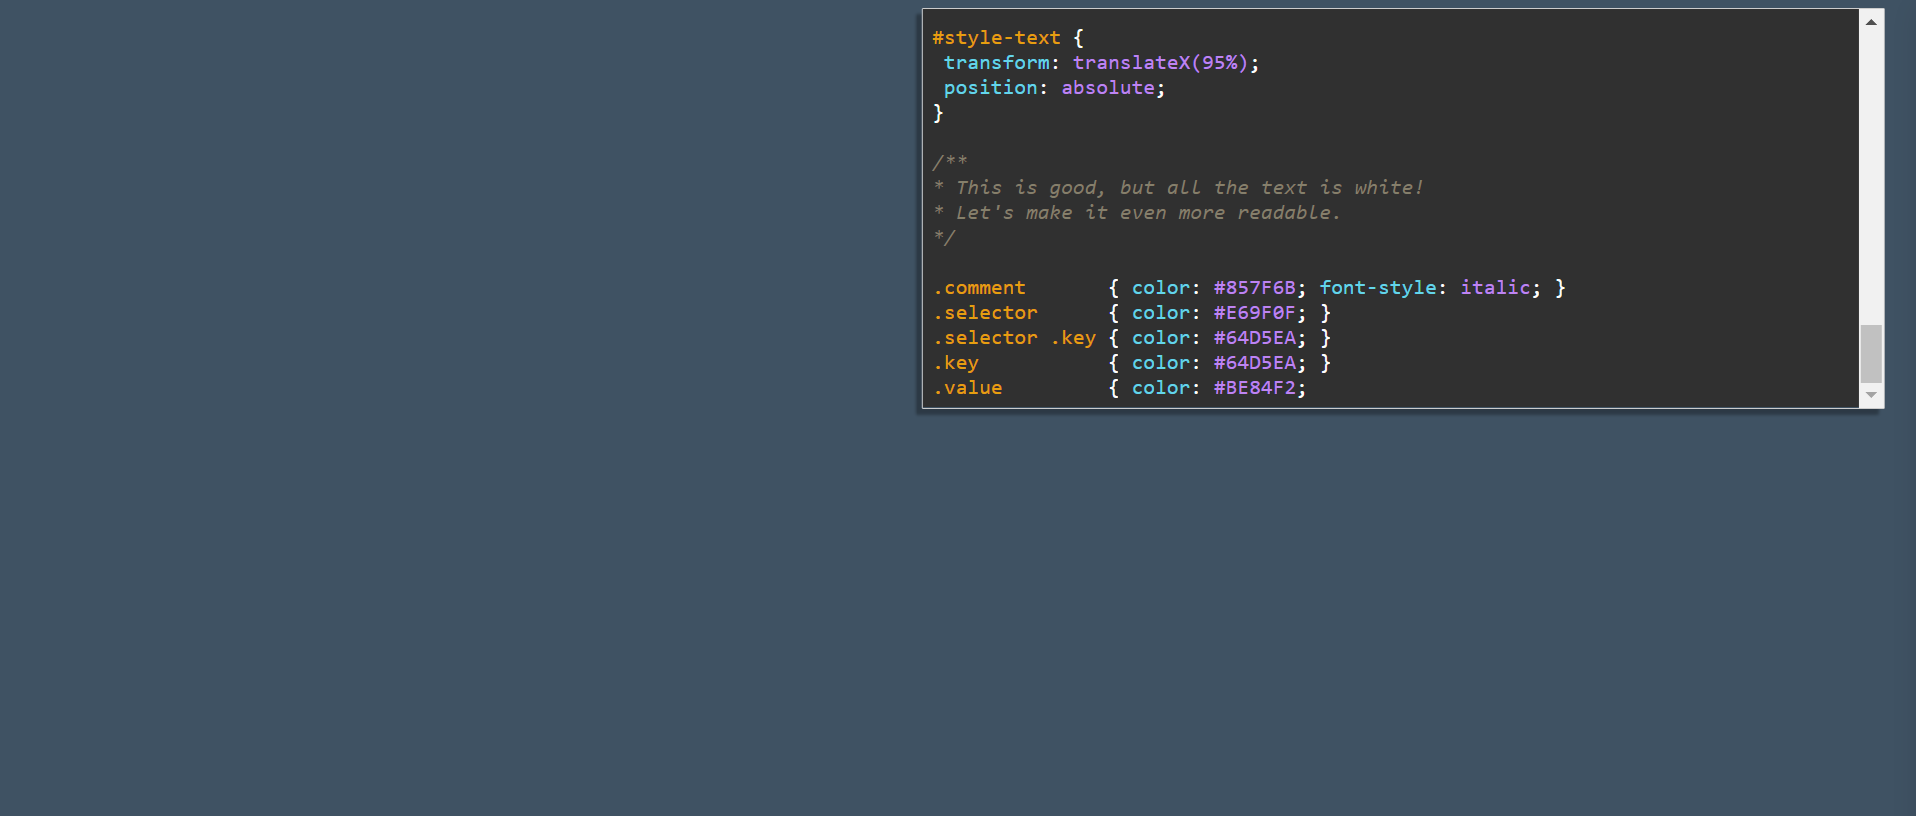 #style-text {
 transform: translateX(95%);
 position: absolute;
}

/**
* This is good, but all the text is white!
* Let's make it even more readable.
*/

.comment       { color: #857F6B; font-style: italic; }
.selector      { color: #E69F0F; }
.selector .key { color: #64D5EA; }
.key           { color: #64D5EA; }
.value         { color: #BE84F2;